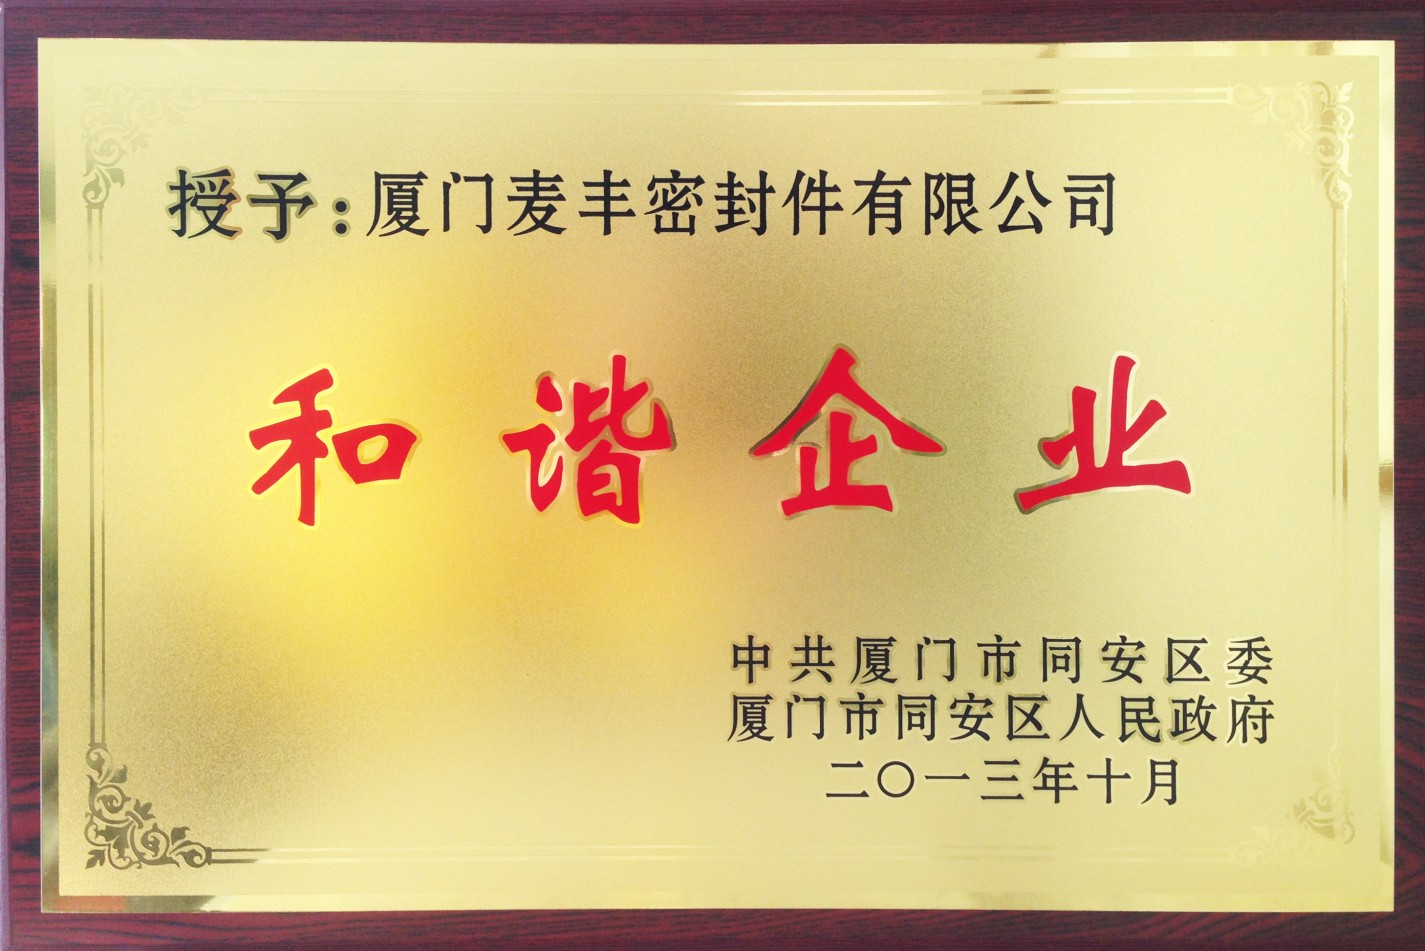 授予:厦门麦丰密封件有限公司
和谐企业
中共厦门市同安区委
厦门市同安区人民政府
二〇一三年十月